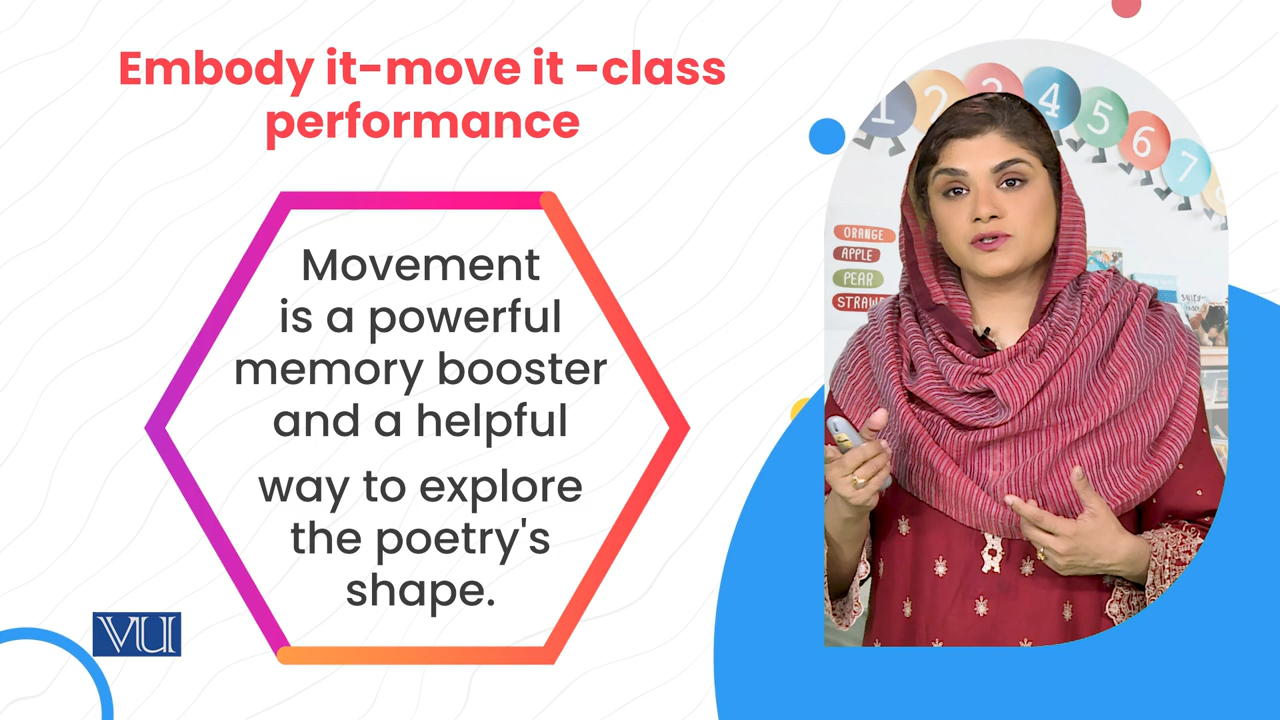 Embody it-move it -class
performance
Movement
is a powerful
memory booster
and a helpful
way to explore
the poetry's
shape.
VU
1 2 3 4 5 6 7
ORANGE
APPLE
PEAR